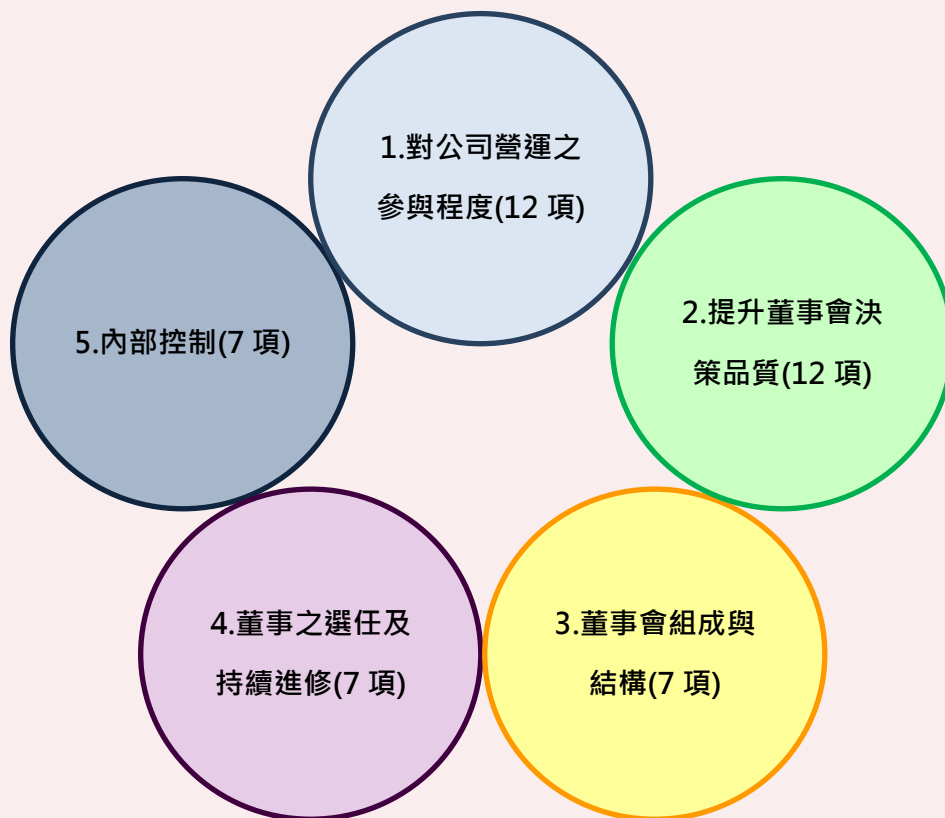 1.對公司營運之
參與程度(12 項)
2.提升董事會決
策品質(12 項)
3.董事會組成與
結構(7 項)
4.董事之選任及
持續進修(7 項)
5.內部控制(7 項)